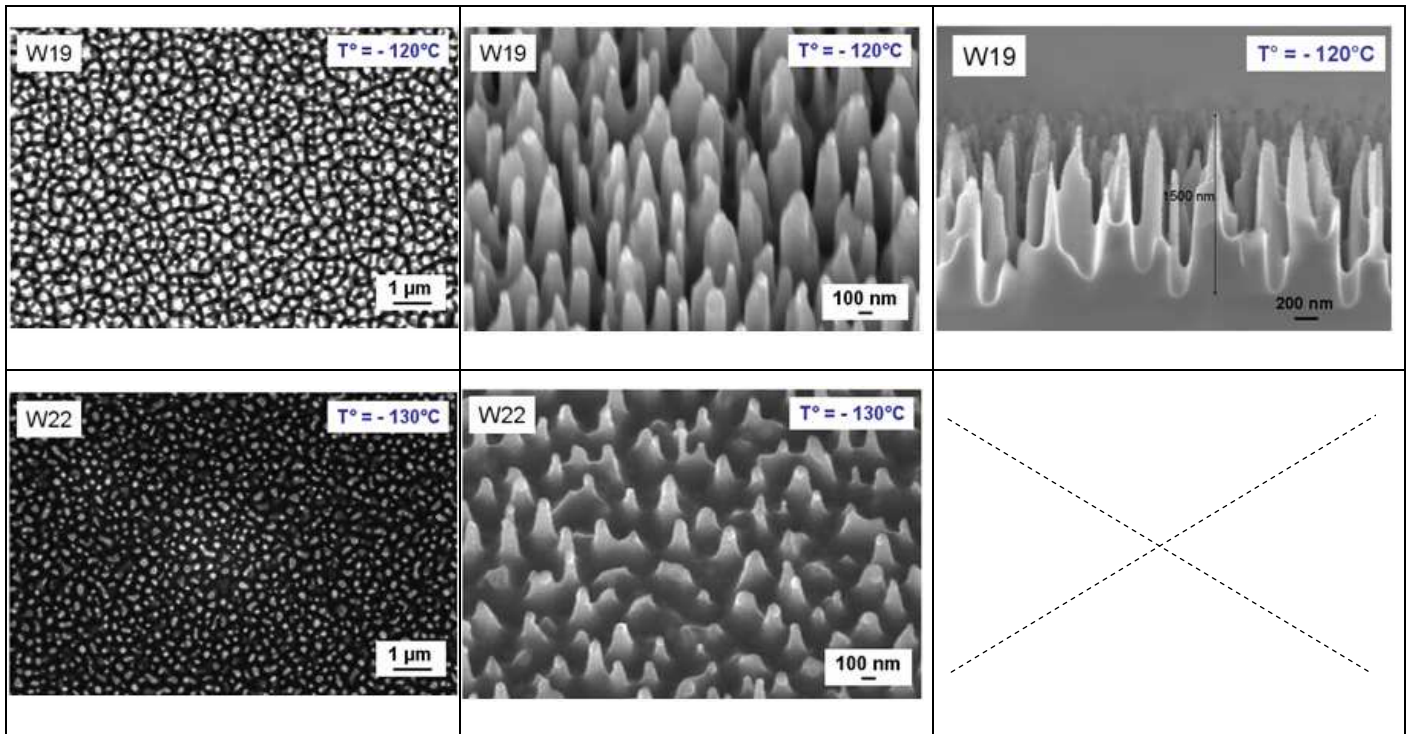 W19
T° = - 120°C
1 µm
W19
T° = - 120°C
100 nm
W19
T° = - 120°C
1500 nm
200 nm
W22
T° = - 130°C
1 µm
W22
T° = - 130°C
100 nm